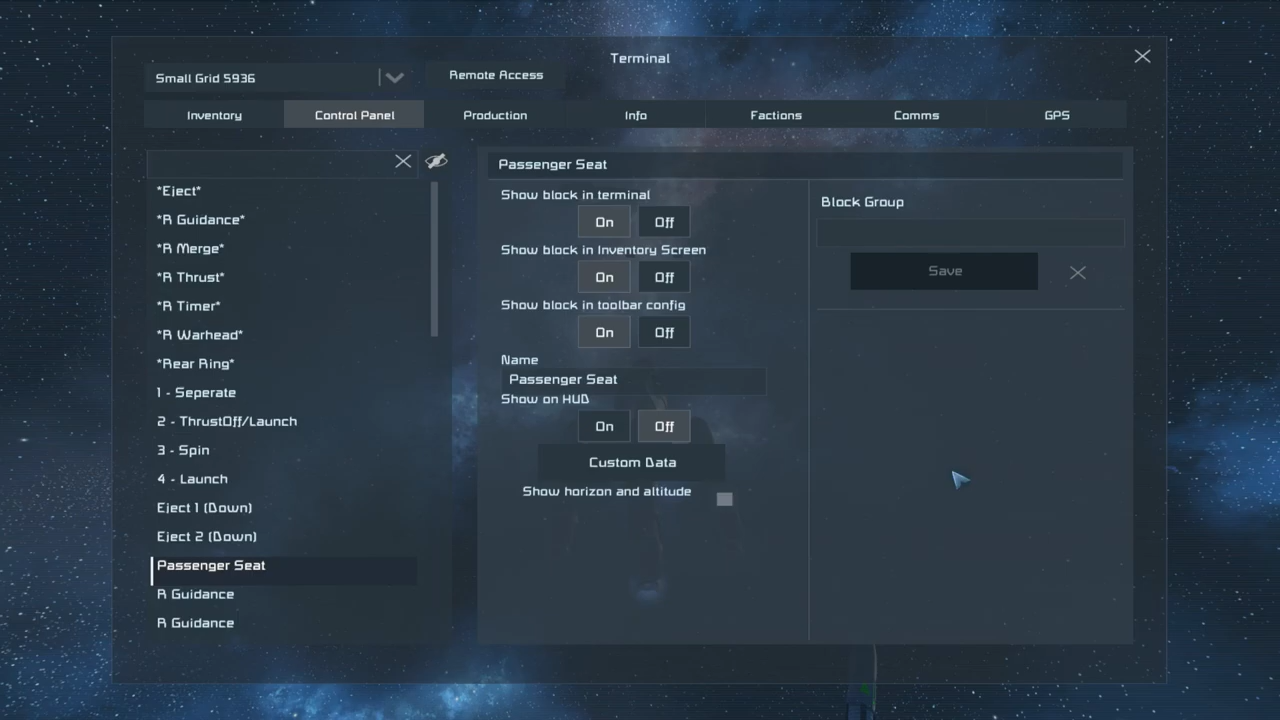 Terminal
Small Grid 5936
Remote Access
Inventory
Control Panel
Production
Info
Factions
Comms
GPS
*Eject*
*R Guidance*
*R Merge*
*R Thrust*
*R Timer*
*R Warhead*
*Rear Ring*
1 - Seperate
2 - ThrustOff/Launch
3 - Spin
4 - Launch
Eject 1 (Down)
Eject 2 (Down)
Passenger Seat
R Guidance
R Guidance
Passenger Seat
Show block in terminal
On Off
Show block in Inventory Screen
On Off
Show block in toolbar config
On Off
Name
Passenger Seat
Show on HUD
On Off
Custom Data
Show horizon and altitude
Block Group
Save